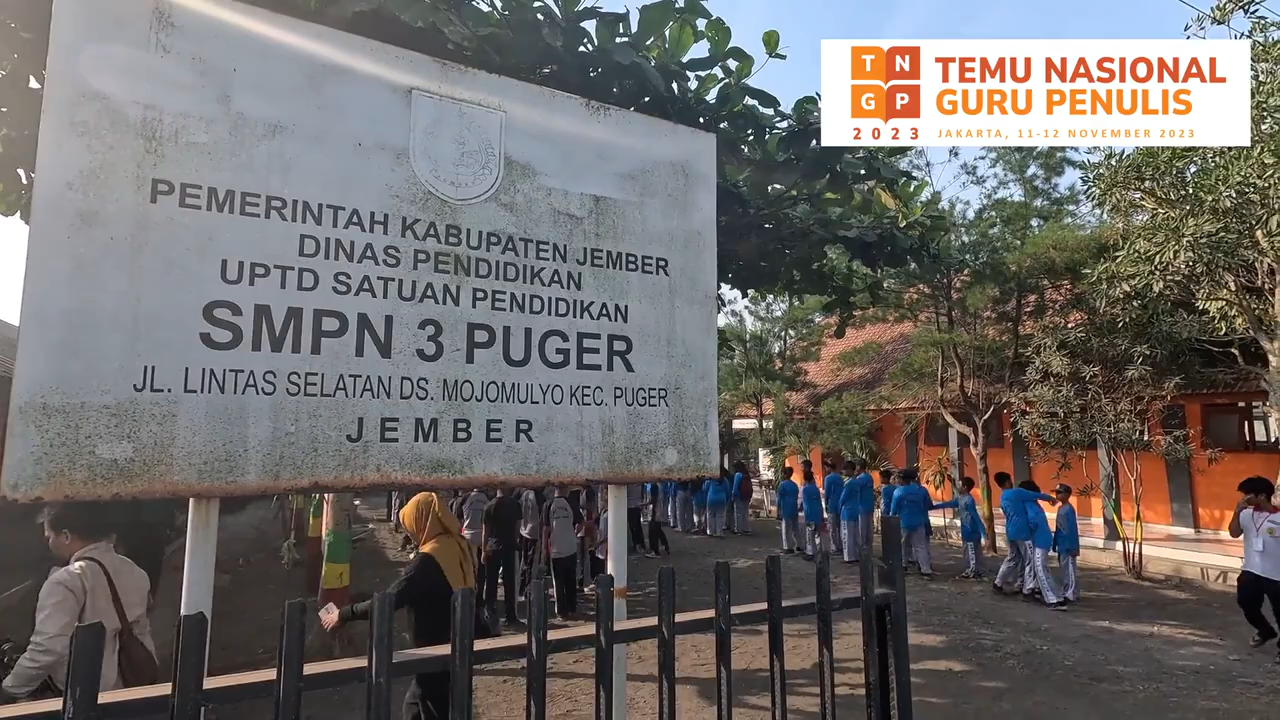 PEMERINTAH KABUPATEN JEMBER
DINAS PENDIDIKAN
UPTD SATUAN PENDIDIKAN
SMPN 3 PUGER
JL. LINTAS SELATAN DS. MOJOMULYO KEC. PUGER
JEMBER
TN
GP
2023
TEMU NASIONAL
GURU PENULIS
JAKARTA, 11-12 NOVEMBER 2023